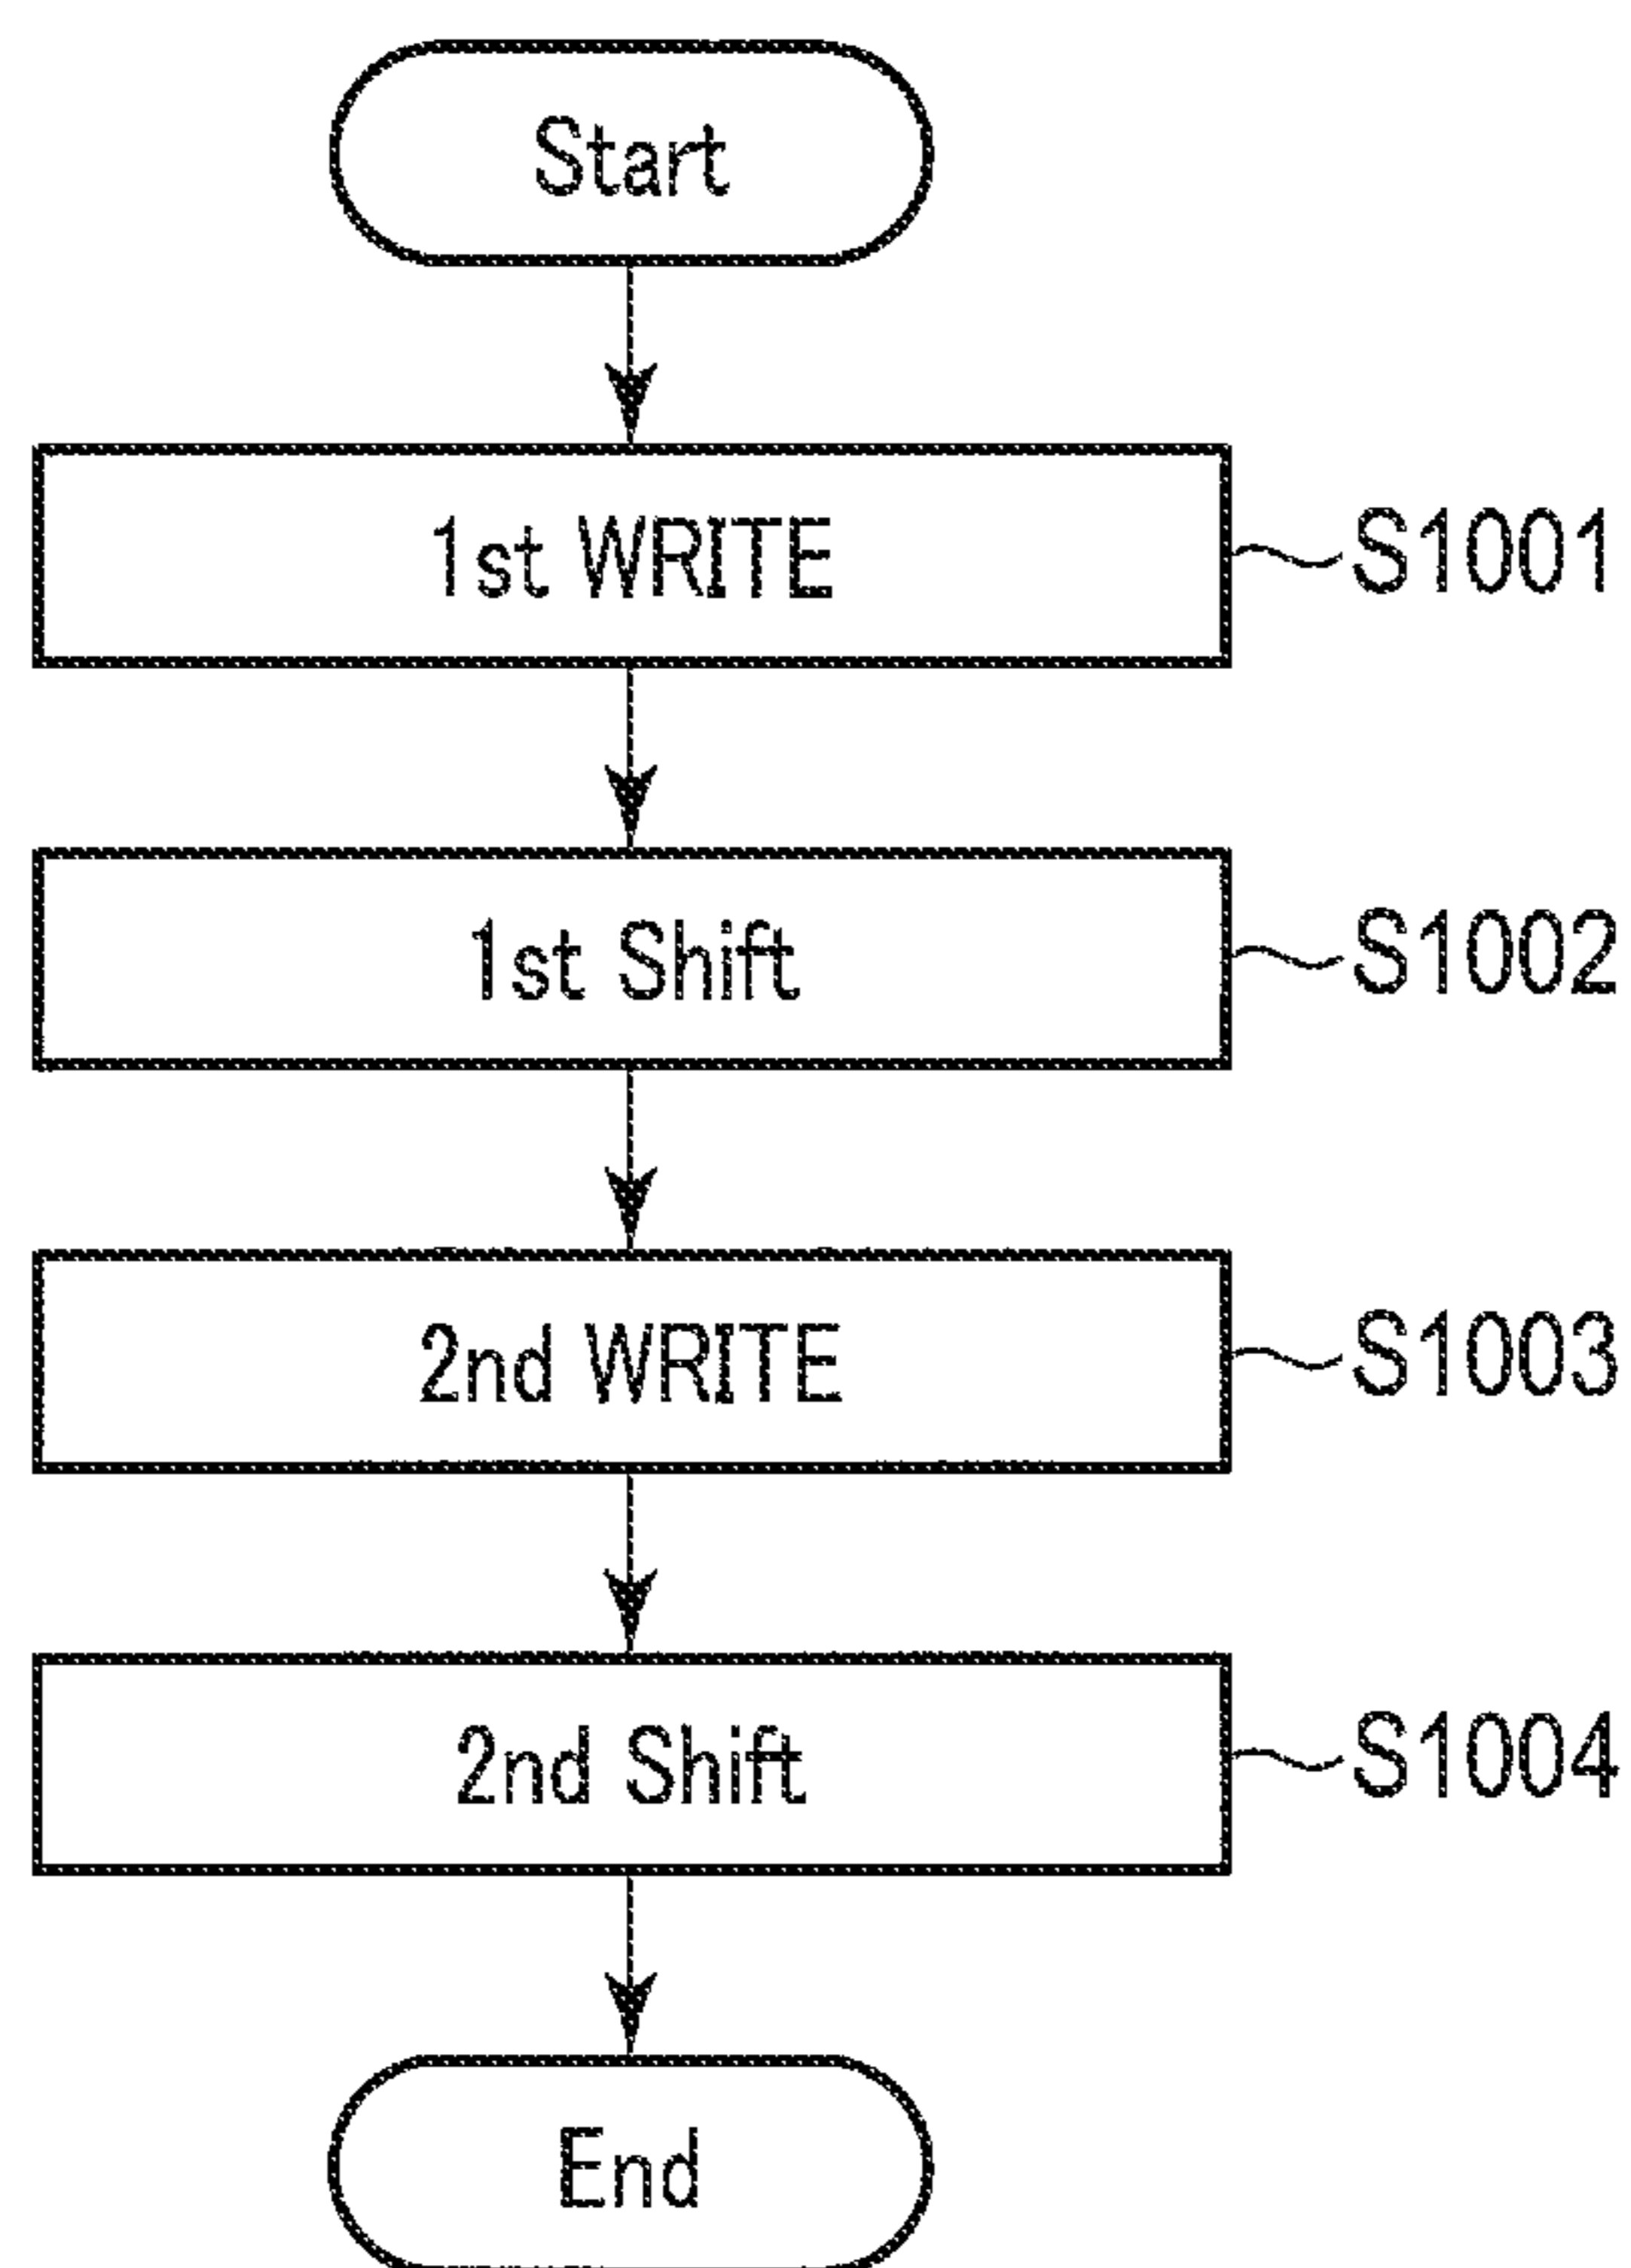 Start
1st WRITE
S1001
1st Shift
S1002
2nd WRITE
S1003
2nd Shift
S1004
End